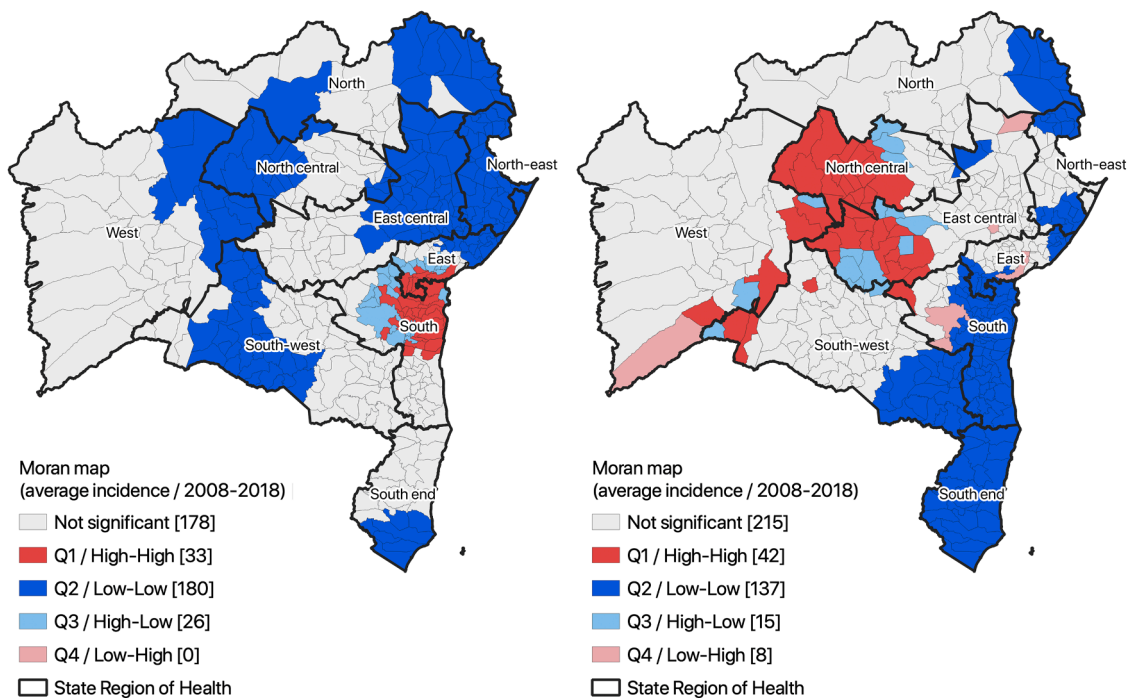 North
North central
North-east
West
East central
East
South
South-west
South end
Moran map
(average incidence / 2008-2018)
Not significant [178]
Q1 / High-High [33]
Q2 / Low-Low [180]
Q3 / High-Low [26]
Q4 / Low-High [0]
State Region of Health
North
North central
North-east
West
East central
East
South
South-west
South end
Moran map
(average incidence / 2008-2018)
Not significant [215]
Q1 / High-High [42]
Q2 / Low-Low [137]
Q3 / High-Low [15]
Q4 / Low-High [8]
State Region of Health